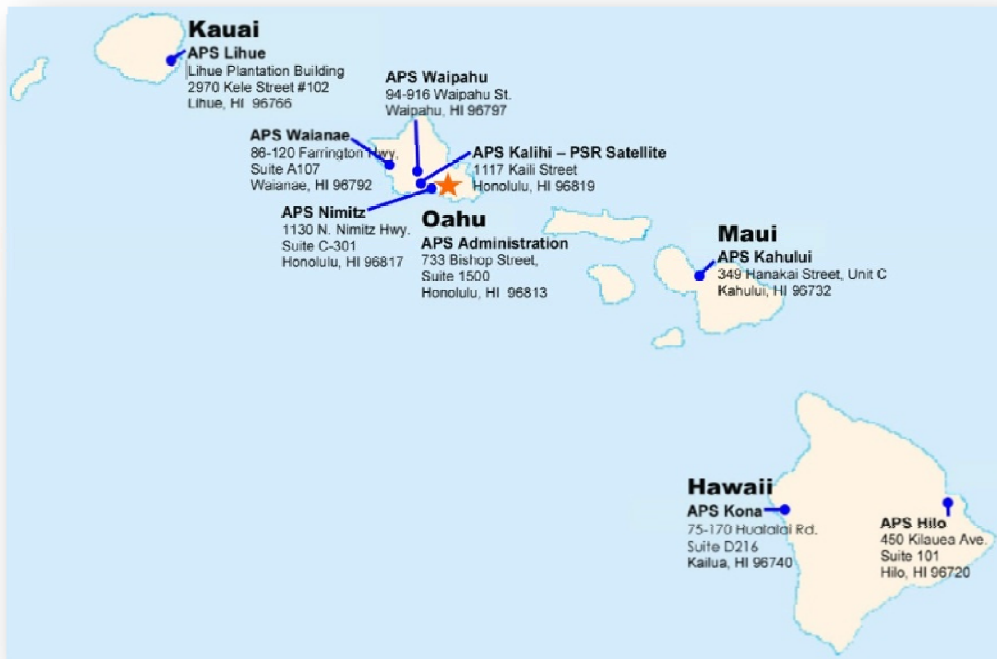 Kauai
APS Lihue
Lihue Plantation Building
2970 Kele Street #102
Lihue, HI 96766
APS Waipahu
94-916 Waipahu St.
Waipahu, HI 96797
APS Waianae
86-120 Farrington Hwy,
Suite A107
Waianae, HI 96792
APS Kalihi – PSR Satellite
1117 Kaili Street
Honolulu, HI 96819
APS Nimitz
1130 N. Nimitz Hwy.
Suite C-301
Honolulu, HI 96817
Oahu
APS Administration
733 Bishop Street,
Suite 1500
Honolulu, HI 96813
Maui
APS Kahului
349 Hanakai Street, Unit C
Kahului, HI 96732
Hawaii
APS Kona
75-170 Hualalai Rd.
Suite D216
Kailua, HI 96740
APS Hilo
450 Kilauea Ave.
Suite 101
Hilo, HI 96720